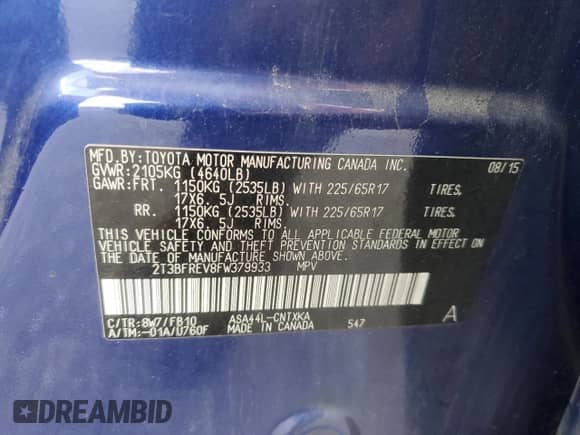 MFD.BY:TOYOTA MOTOR MANUFACTURING CANADA INC. 08/15
GVWR:2105KG (4640LB)
GAWR:FRT. 1150KG (2535LB) WITH 225/65R17 TIRES.
17X6.5J RIMS.
RR. 1150KG (2535LB) WITH 225/65R17 TIRES.
17X6.5J RIMS.
THIS VEHICLE CONFORMS TO ALL APPLICABLE FEDERAL MOTOR
VEHICLE SAFETY AND THEFT PREVENTION STANDARDS IN EFFECT ON
THE DATE OF MANUFACTURE SHOWN ABOVE.
2T3BFREV8FW379933 MPV
C/TR:8W7/FB10 ASA44L-CNTXKA A
A/TM:-01A/U760F MADE IN CANADA 547
DREAMBID